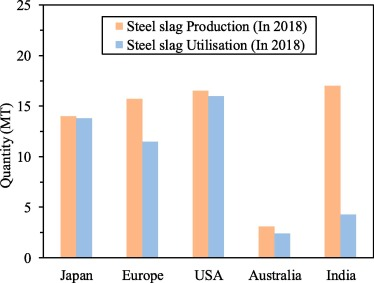 25
20
15
10
5
0
Quantity (MT)
Steel slag Production (In 2018)
Steel slag Utilisation (In 2018)
Japan Europe USA Australia India